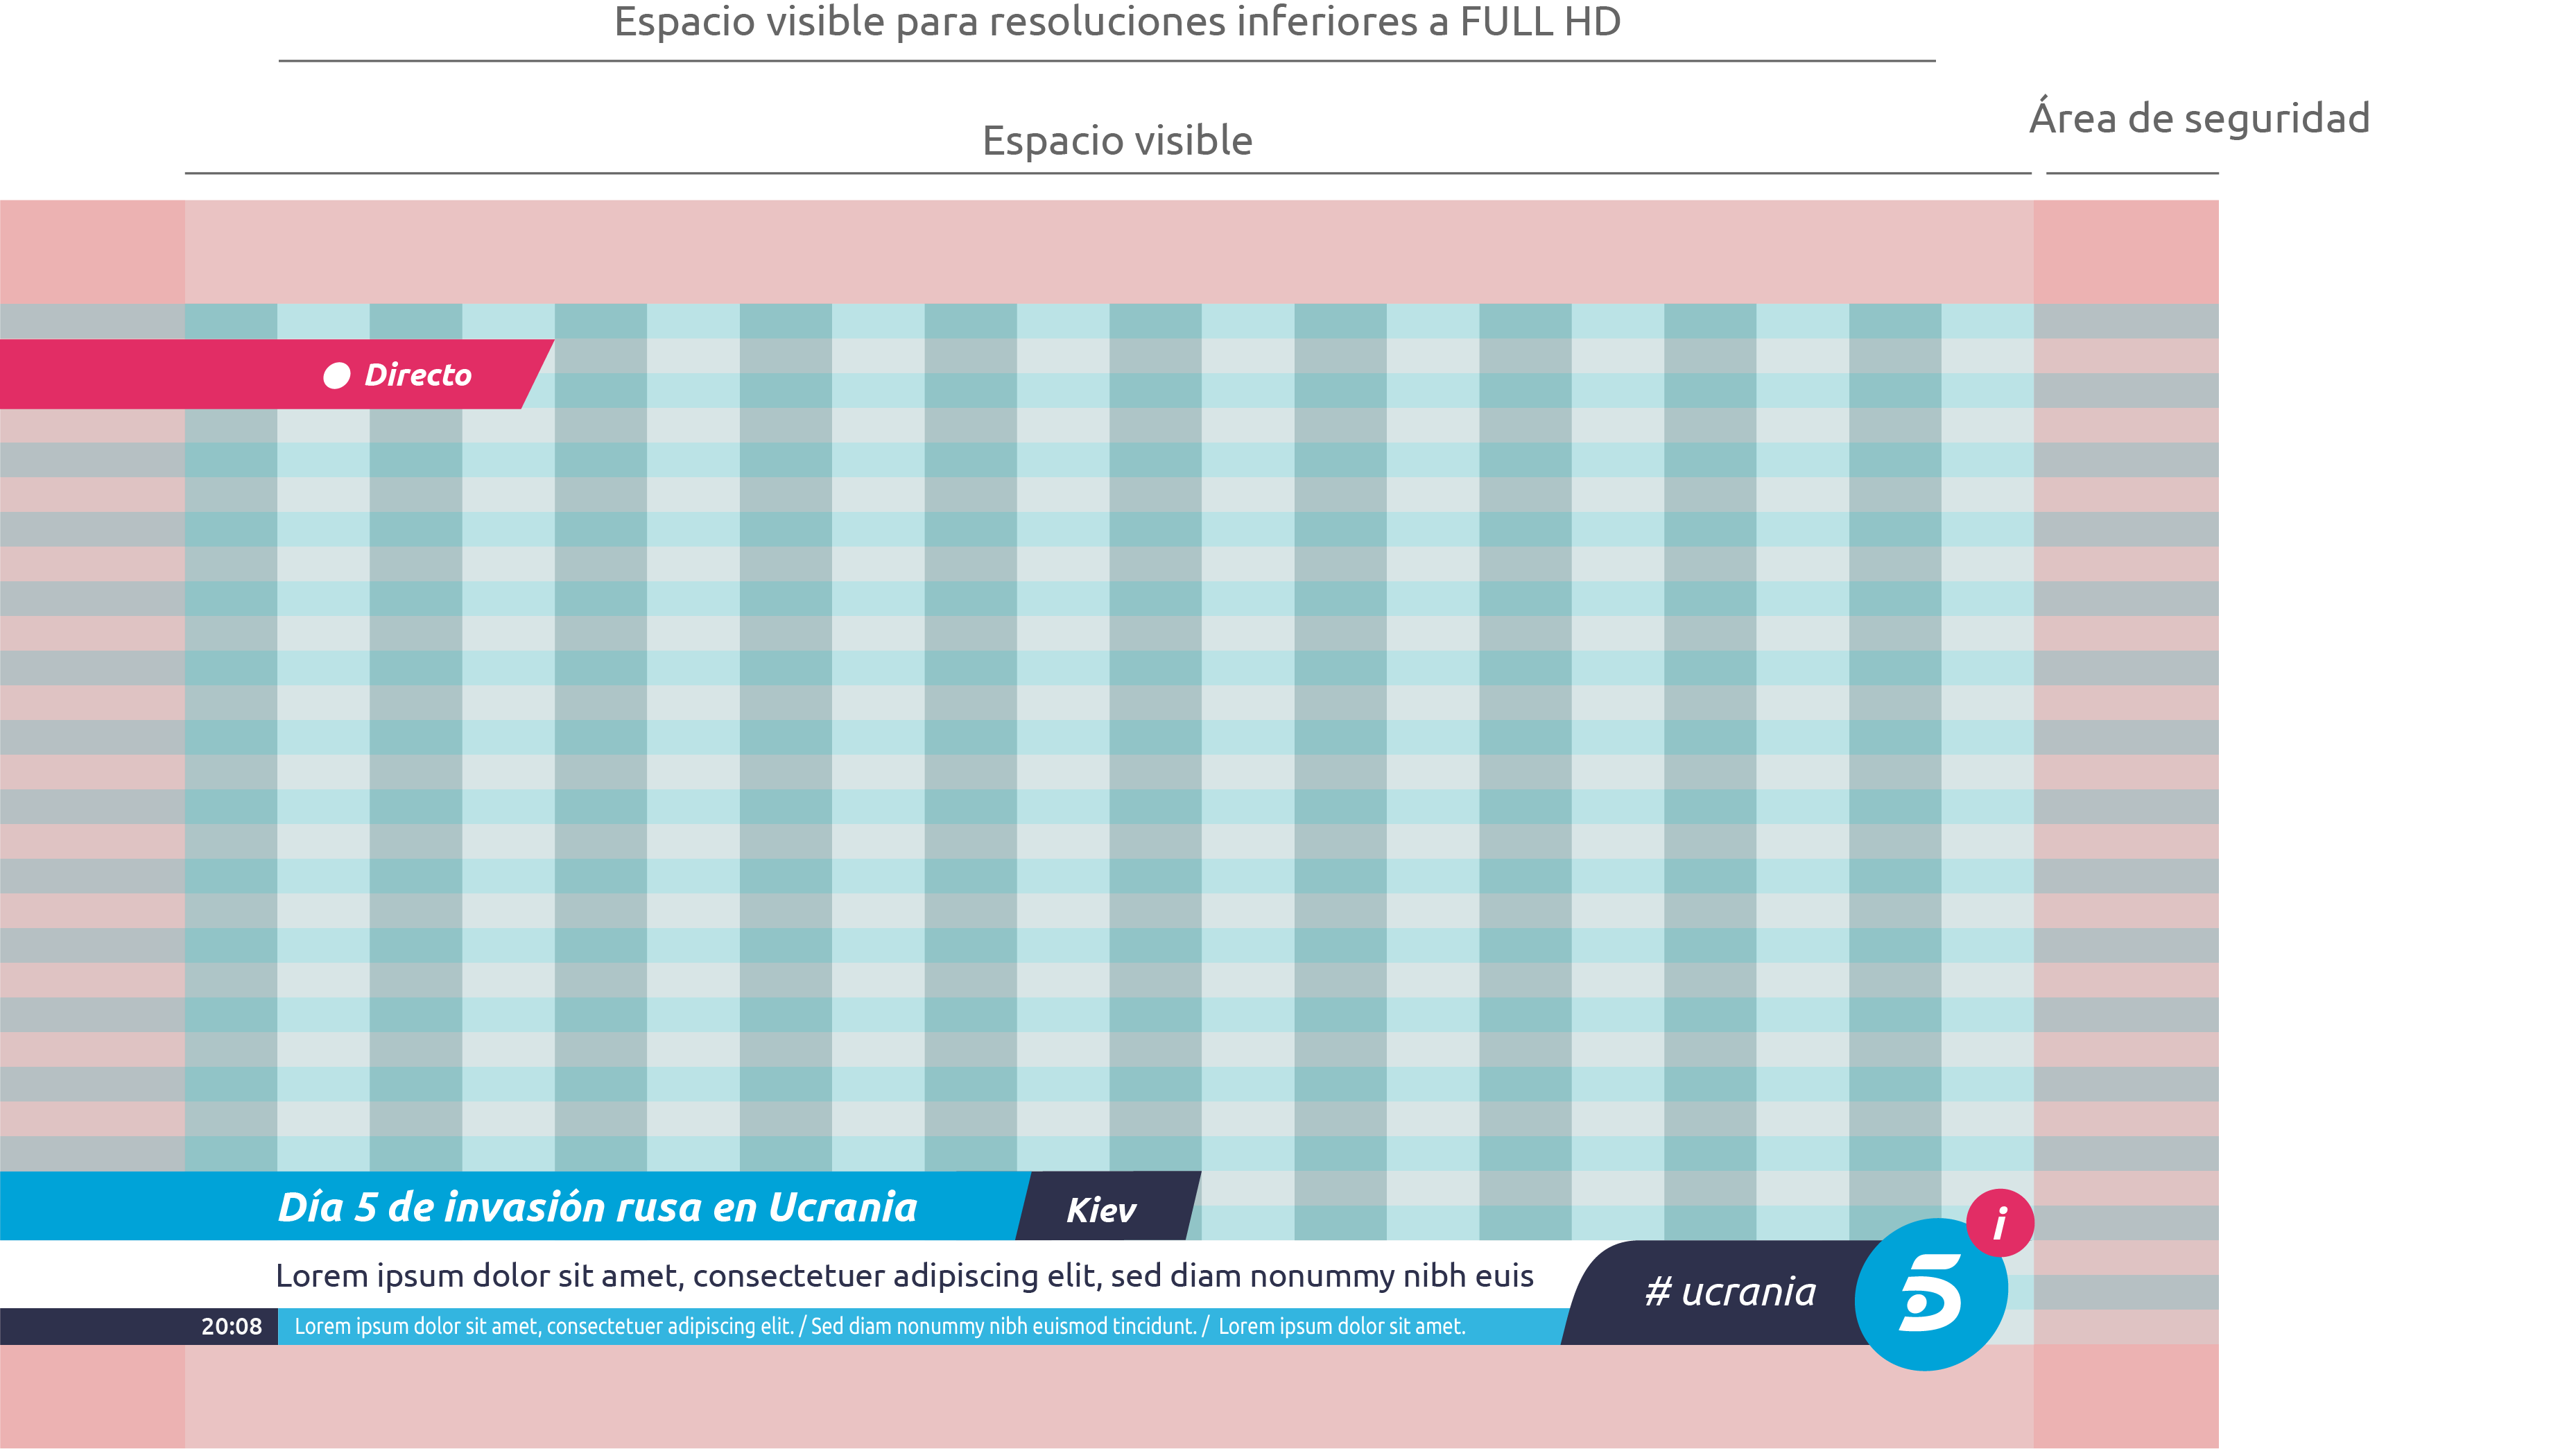 Espacio visible para resoluciones inferiores a FULL HD
Área de seguridad
Espacio visible
Directo
Día 5 de invasión rusa en Ucrania
Kiev
i
Lorem ipsum dolor sit amet, consectetuer adipiscing elit, sed diam nonummy nibh euis
# ucrania
5
20:08
Lorem ipsum dolor sit amet, consectetuer adipiscing elit. / Sed diam nonummy nibh euismod tincidunt. / Lorem ipsum dolor sit amet.